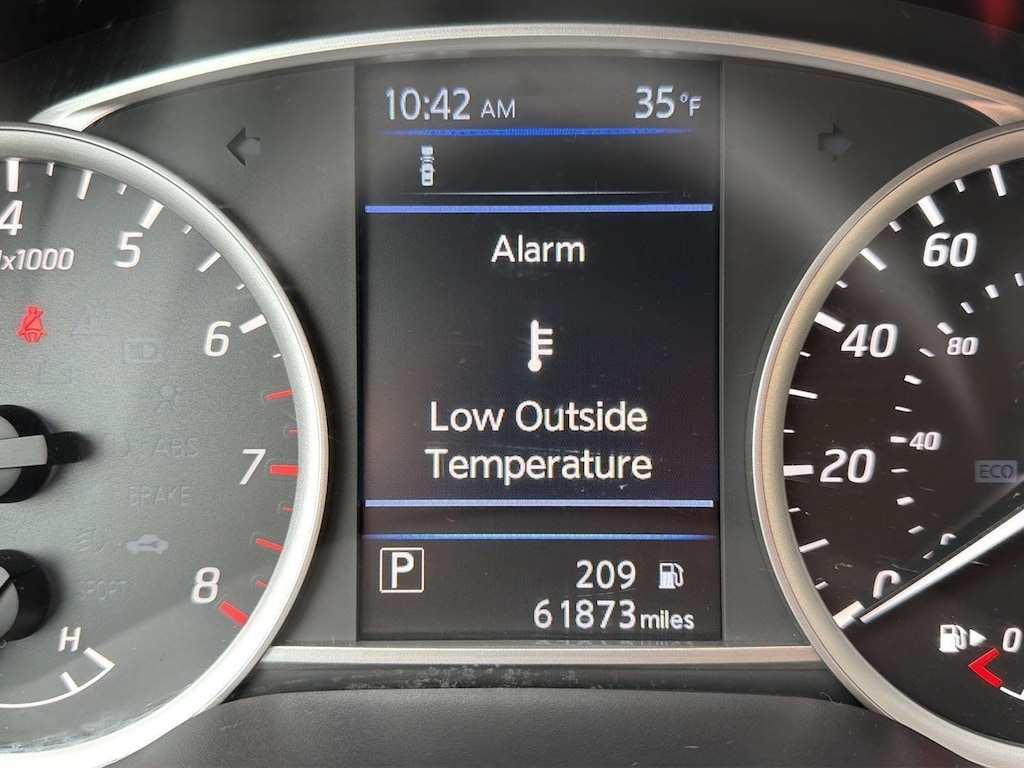 10:42 AM 35°F
Alarm
Low Outside
Temperature
P
209
61873 miles
4
x1000
5
6
7
8
ABS
BRAKE
SPORT
H
60
40
20
80
40
ECO
0
0